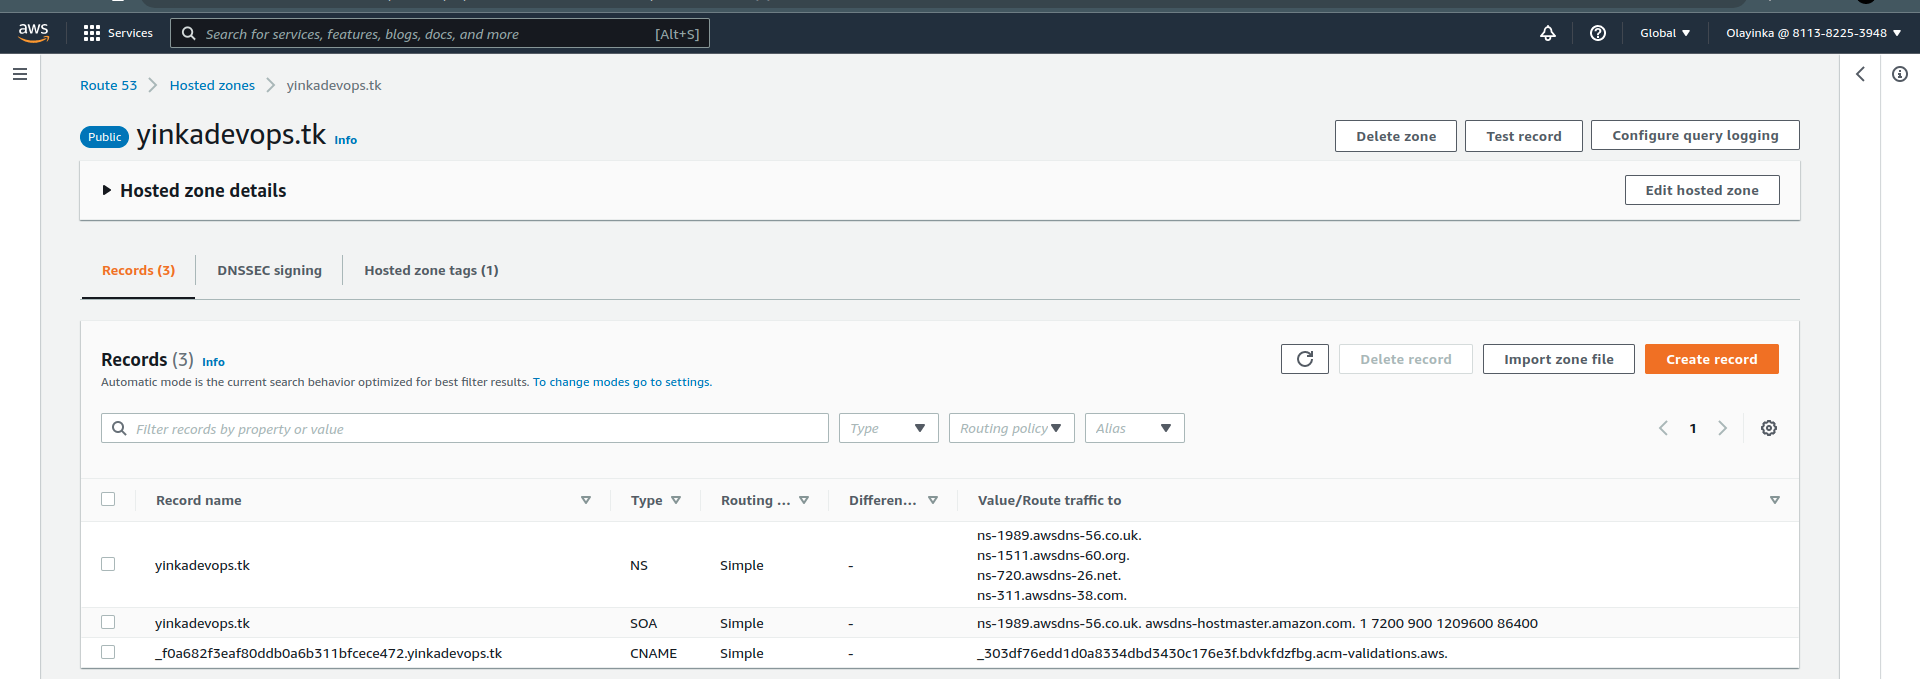 aws
Services
Search for services, features, blogs, docs, and more [Alt+S]
Global
Olayinka @ 8113-8225-3948
Route 53 Hosted zones yinkadevops.tk
Public yinkadevops.tk Info
Delete zone Test record Configure query logging
Hosted zone details
Edit hosted zone
Records (3) DNSSEC signing Hosted zone tags (1)
Records (3) Info
Delete record Import zone file Create record
Automatic mode is the current search behavior optimized for best filter results. To change modes go to settings.
Filter records by property or value Type Routing policy Alias 1
Record name Type Routing ... Differen... Value/Route traffic to
yinkadevops.tk NS Simple - ns-1989.awsdns-56.co.uk.
ns-1511.awsdns-60.org.
ns-720.awsdns-26.net.
ns-311.awsdns-38.com.
yinkadevops.tk SOA Simple - ns-1989.awsdns-56.co.uk. awsdns-hostmaster.amazon.com. 1 7200 900 1209600 86400
_f0a682f3eaf80ddb0a6b311bfcece472.yinkadevops.tk CNAME Simple - _303df76edd1d0a8334dbd3430c176e3f.bdvkfdzfbg.acm-validations.aws.